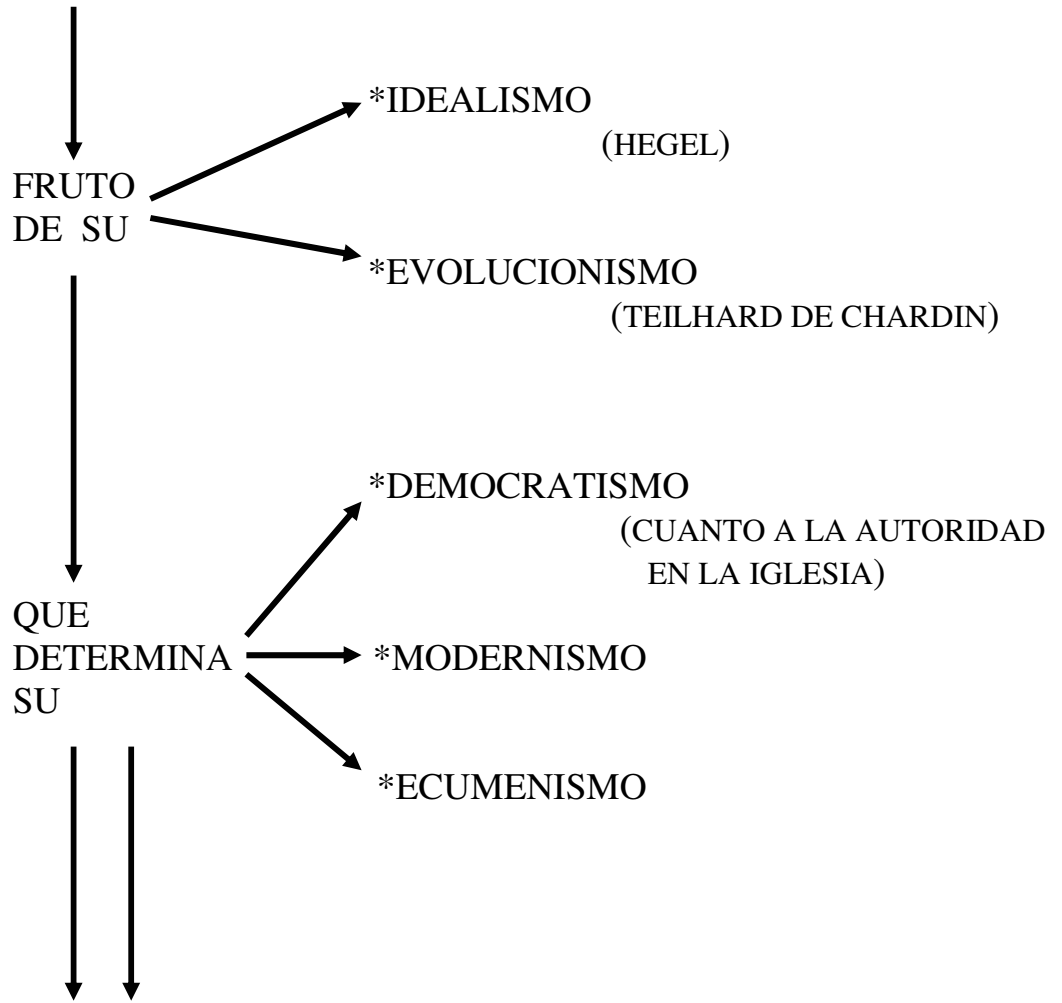 *IDEALISMO
(HEGEL)
FRUTO
DE SU
*EVOLUCIONISMO
(TEILHARD DE CHARDIN)
*DEMOCRATISMO
(CUANTO A LA AUTORIDAD
EN LA IGLESIA)
QUE
DETERMINA
SU
*MODERNISMO
*ECUMENISMO